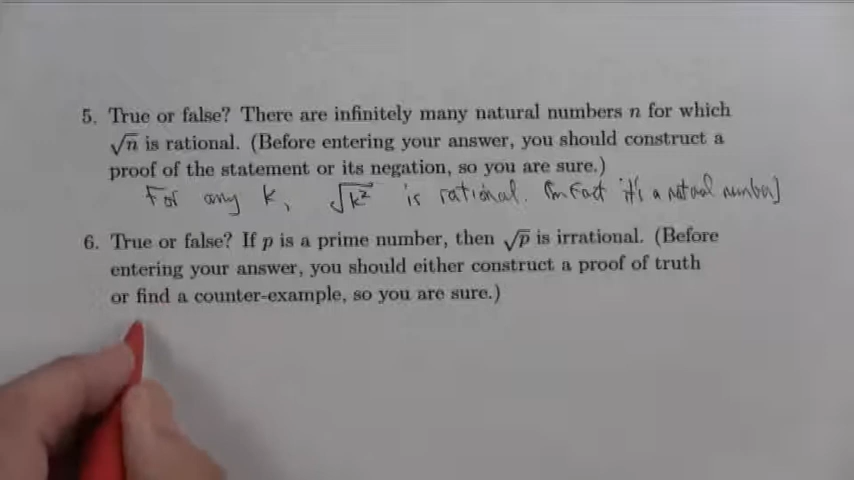 5. True or false? There are infinitely many natural numbers n for which
√n is rational. (Before entering your answer, you should construct a
proof of the statement or its negation, so you are sure.)
For any k, √k² is rational. (In fact it's a natural number)
6. True or false? If p is a prime number, then √p is irrational. (Before
entering your answer, you should either construct a proof of truth
or find a counter-example, so you are sure.)